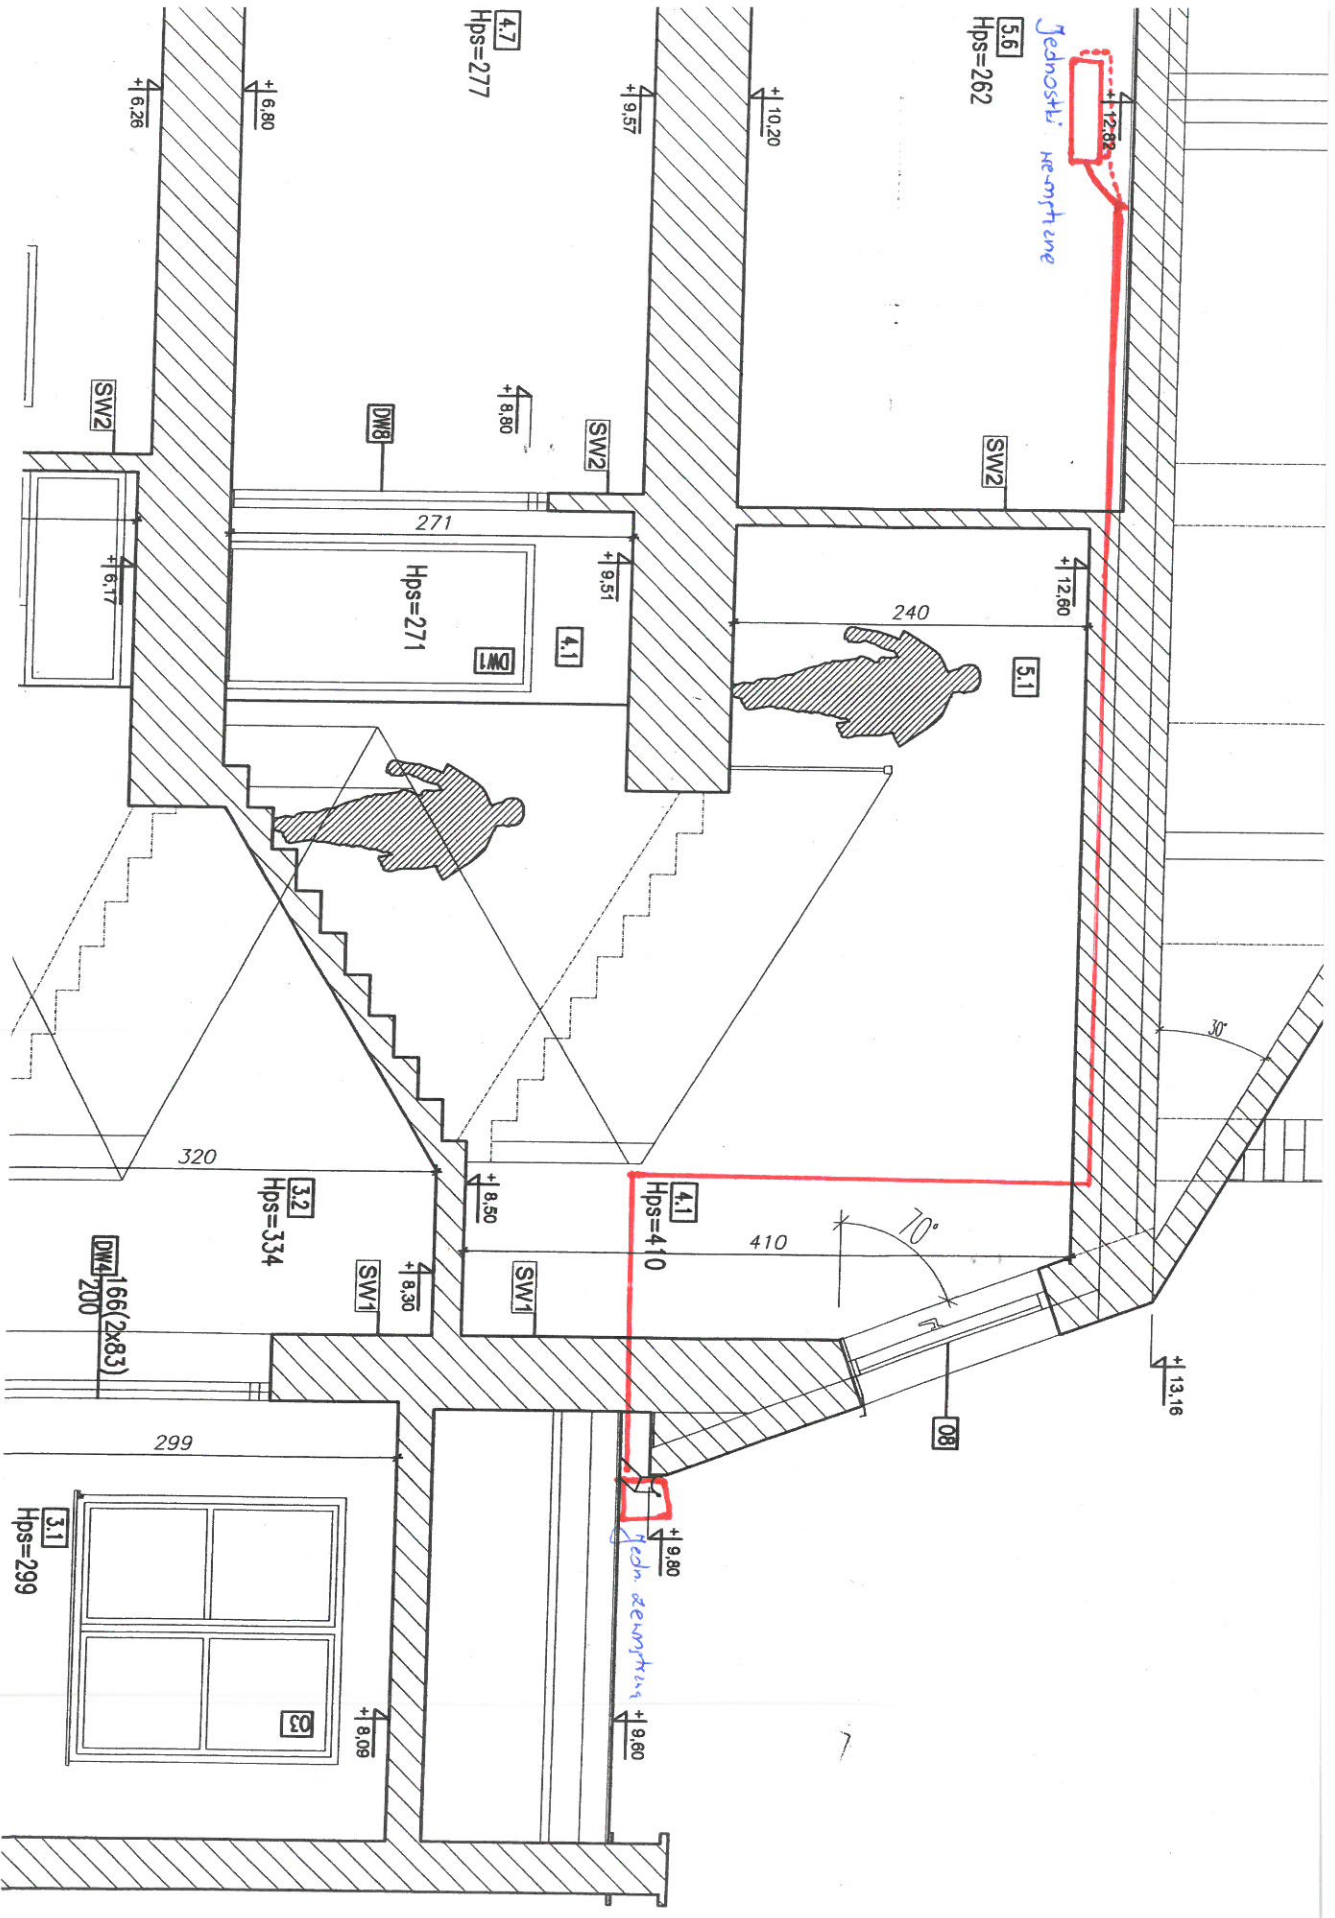 5.6
Hps=262
Jednostki wewnętrzne
+12,82
4.7
Hps=277
+10,20
+9,57
+6,80
+6,26
SW2
DW8
+8,80
SW2
SW2
271
Hps=271
DW1
4.1
+9,51
+6,17
240
+12,60
5.1
30°
320
3.2
Hps=334
+8,50
4.1
Hps=410
410
70°
DW4
166(2x83)
200
SW1
+8,30
SW1
+13,16
08
299
3.1
Hps=299
03
+8,09
+9,80
Jedn. zewnętrzna
+9,60